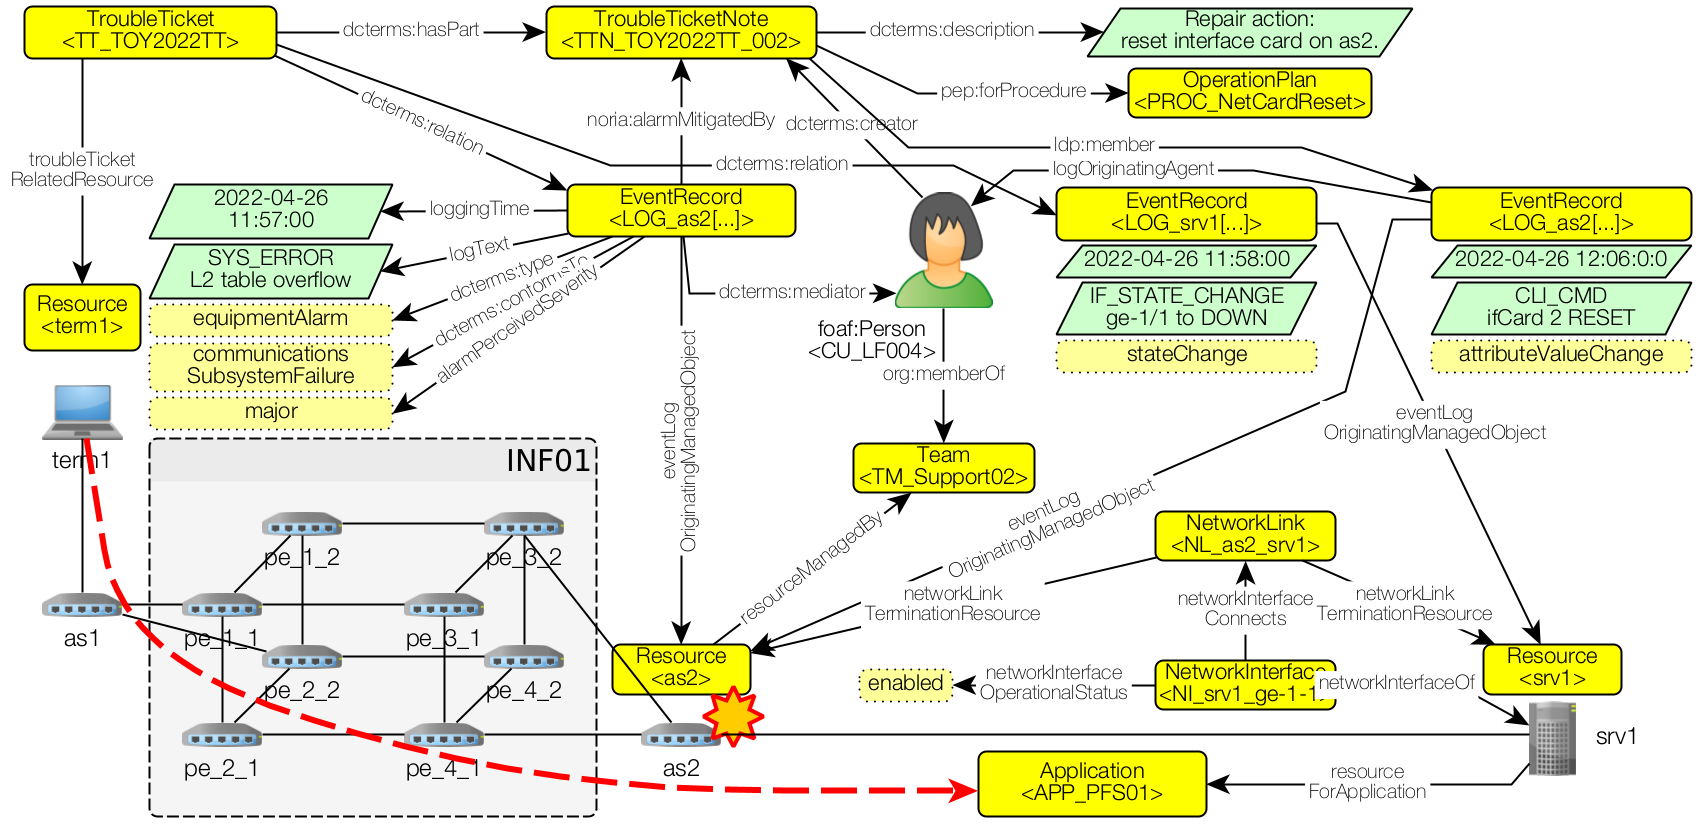 TroubleTicket
<TT_TOY2022TT>
dcterms:hasPart
TroubleTicketNote
<TTN_TOY2022TT_002>
dcterms:description
Repair action:
reset interface card on as2.
pep:forProcedure
OperationPlan
<PROC_NetCardReset>
dcterms:relation
noria:alarmMitigatedBy
dcterms:creator
ldp:member
dcterms:relation
logOriginatingAgent
troubleTicket
RelatedResource
2022-04-26
11:57:00
loggingTime
EventRecord
<LOG_as2[...]>
EventRecord
<LOG_srv1[...]>
EventRecord
<LOG_as2[...]>
SYS_ERROR
L2 table overflow
logText
2022-04-26 11:58:00
2022-04-26 12:06:0:0
dcterms:type
dcterms:conformsTo
alarmPerceivedSeverity
dcterms:mediator
Resource
<term1>
equipmentAlarm
IF_STATE_CHANGE
ge-1/1 to DOWN
CLI_CMD
ifCard 2 RESET
communications
SubsystemFailure
foaf:Person
<CU_LF004>
stateChange
attributeValueChange
org:memberOf
major
eventLog
OriginatingManagedObject
eventLog
OriginatingManagedObject
term1
INF01
Team
<TM_Support02>
eventLog
OriginatingManagedObject
resourceManagedBy
NetworkLink
<NL_as2_srv1>
pe_1_2
pe_3_2
networkLink
TerminationResource
networkInterface
Connects
networkLink
TerminationResource
as1
pe_1_1
pe_3_1
Resource
<as2>
Resource
<srv1>
enabled
networkInterface
OperationalStatus
NetworkInterfac
<NI_srv1_ge-1-1
networkInterfaceOf
pe_2_2
pe_4_2
srv1
pe_2_1
pe_4_1
as2
Application
<APP_PFS01>
resource
ForApplication